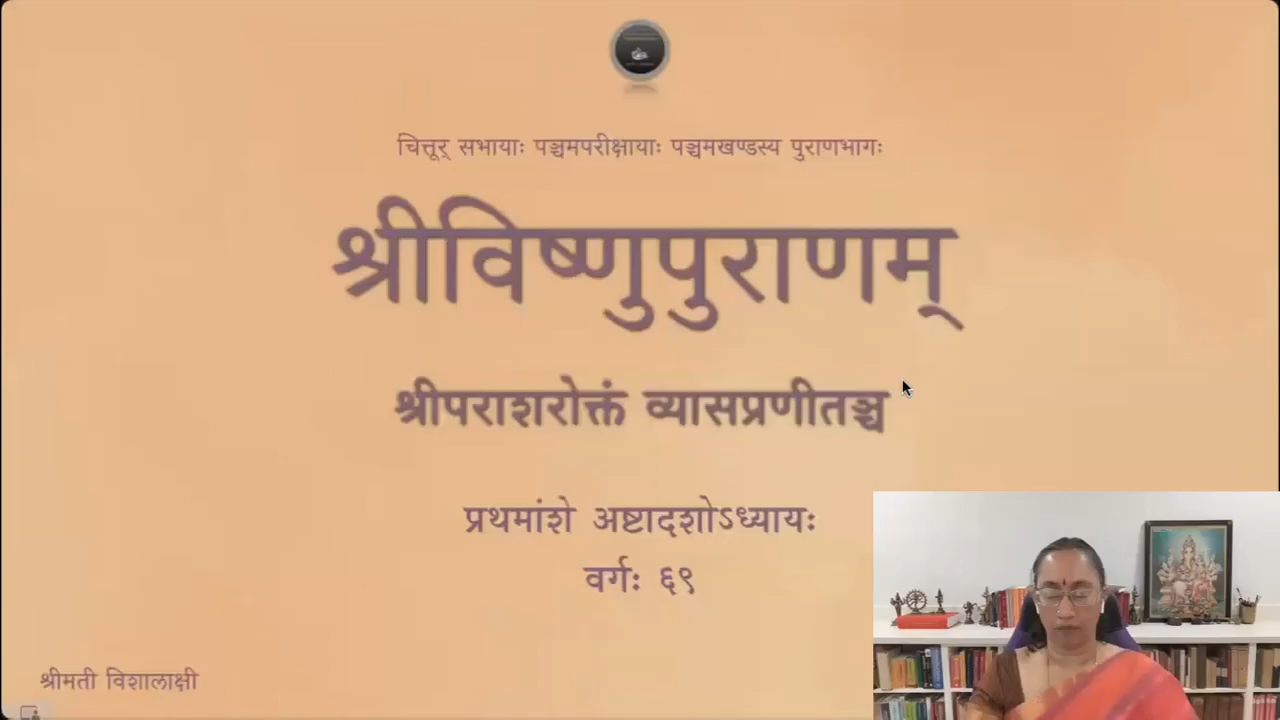 चित्तूर् सभायाः पञ्चमपरीक्षायाः पञ्चमखण्डस्य पुराणभागः
श्रीविष्णुपुराणम्
श्रीपराशरोक्तं व्यासप्रणीतञ्च
प्रथमांशे अष्टादशोऽध्यायः
वर्गः ६९
श्रीमती विशालाक्षी